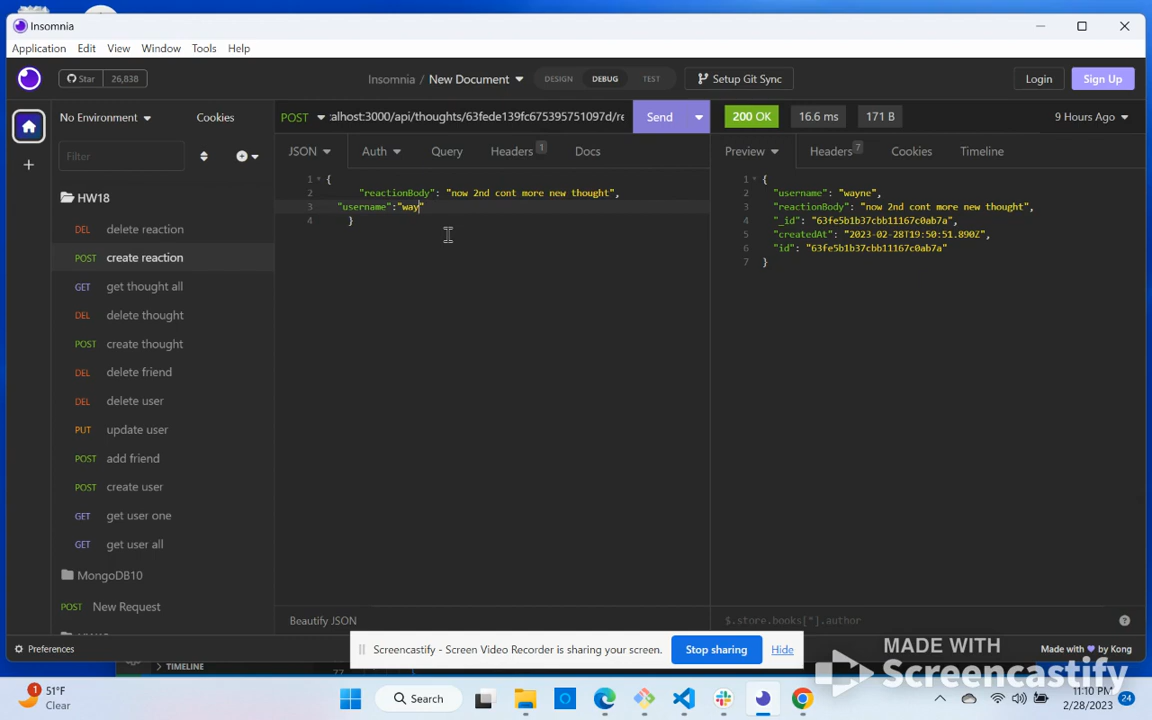 Insomnia
Application Edit View Window Tools Help
Star 26,838
Insomnia / New Document
DESIGN DEBUG TEST
Setup Git Sync
Login
Sign Up
No Environment
Cookies
Filter
HW18
DEL delete reaction
POST create reaction
GET get thought all
DEL delete thought
POST create thought
DEL delete friend
DEL delete user
PUT update user
POST add friend
POST create user
GET get user one
GET get user all
MongoDB10
POST New Request
Preferences
POST :alhost:3000/api/thoughts/63fede139fc675395751097d/re
Send
JSON Auth Query Headers 1 Docs
1 {
2 "reactionBody": "now 2nd cont more new thought",
3 "username":"way"
4 }
Beautify JSON
200 OK 16.6 ms 171 B 9 Hours Ago
Preview Headers 7 Cookies Timeline
1 {
2 "username": "wayne",
3 "reactionBody": "now 2nd cont more new thought",
4 "_id": "63fe5b1b37cbb11167c0ab7a",
5 "createdAt": "2023-02-28T19:50:51.890Z",
6 "id": "63fe5b1b37cbb11167c0ab7a"
7 }
$.store.books[*].author
Made with by Kong
Screencastify - Screen Video Recorder is sharing your screen.
Stop sharing
Hide
77
TIMELINE
MADE WITH
Screencastify
1
51°F
Clear
Search
11:10 PM
2/28/2023
24